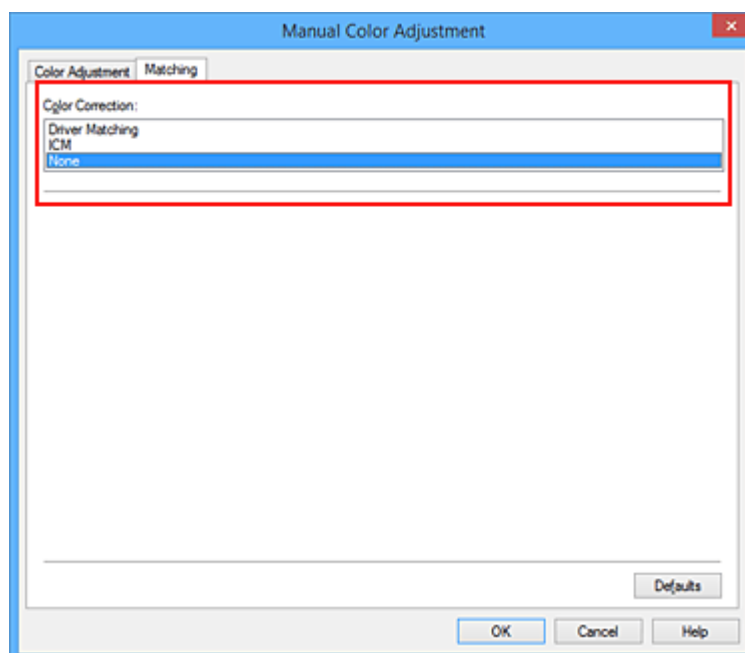 Manual Color Adjustment
Color Adjustment Matching
Color Correction:
Driver Matching
ICM
None
Defaults
OK Cancel Help